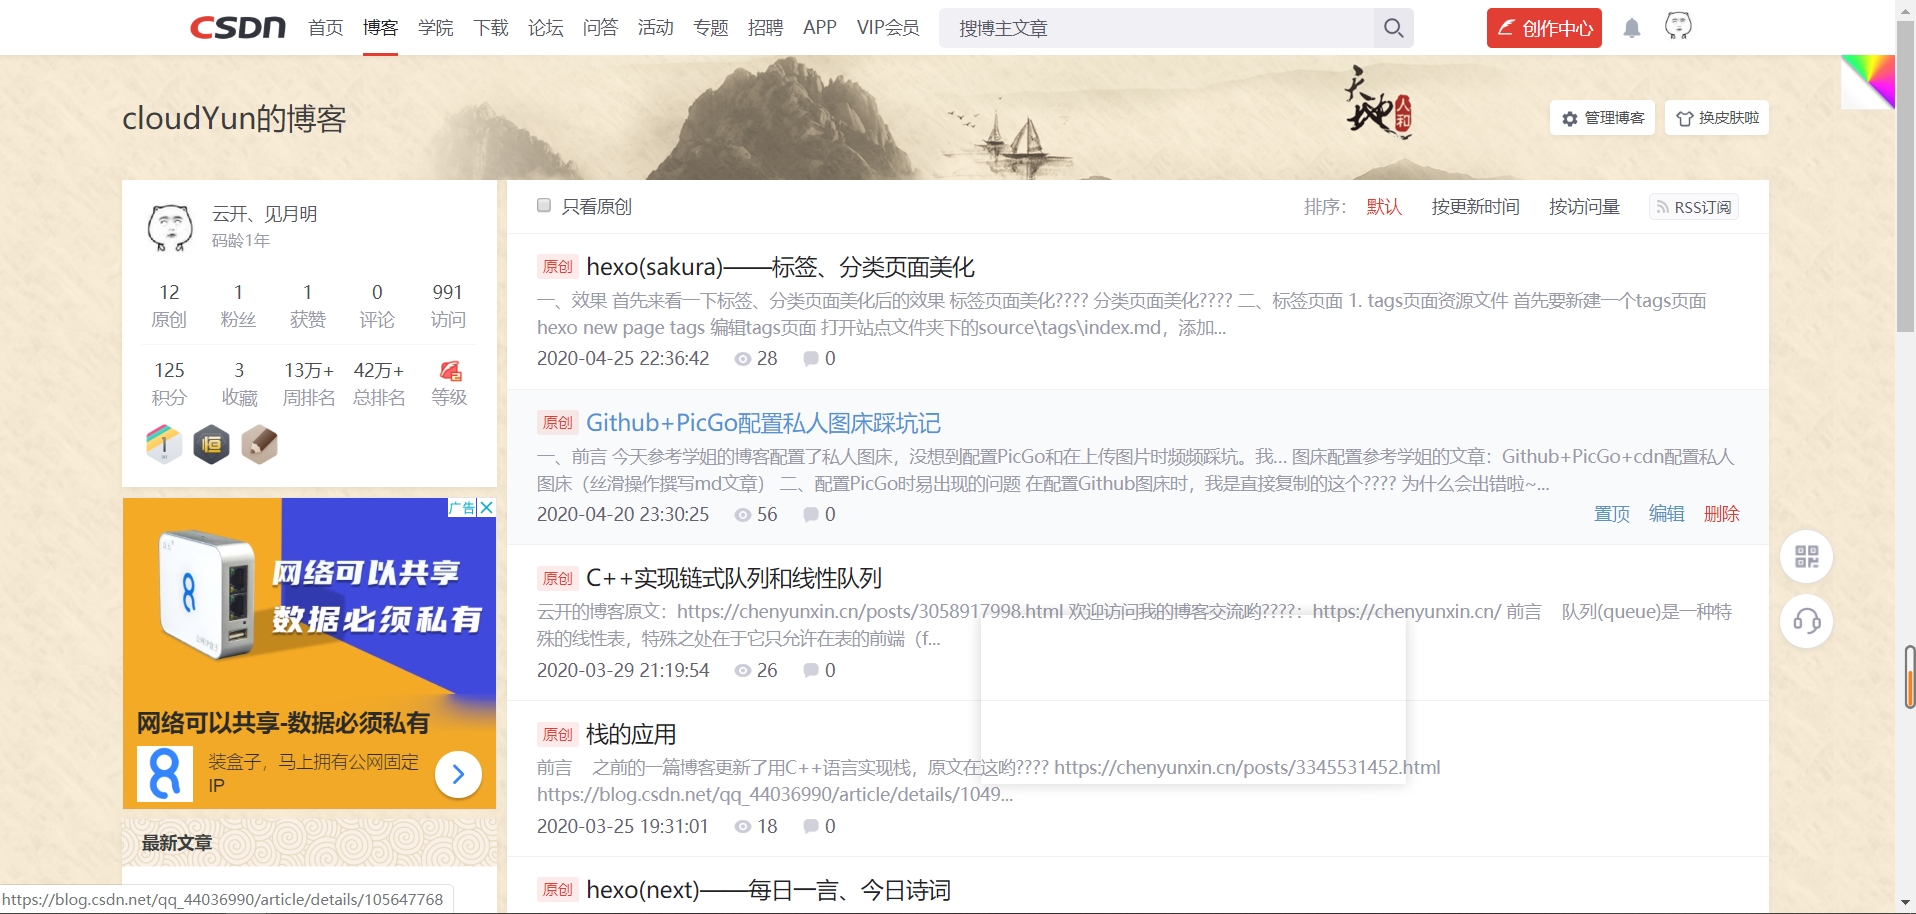 CSDN 首页 博客 学院 下载 论坛 问答 活动 专题 招聘 APP VIP会员 搜博主文章 创作中心
cloudYun的博客
天地人和
管理博客 换皮肤啦
云开、见月明
码龄1年
12 1 1 0 991
原创 粉丝 获赞 评论 访问
125 3 13万+ 42万+
积分 收藏 周排名 总排名 等级
恒
广告
网络可以共享
数据必须私有
网络可以共享-数据必须私有
装盒子，马上拥有公网固定
IP
最新文章
只看原创 排序： 默认 按更新时间 按访问量 RSS订阅
原创 hexo(sakura)——标签、分类页面美化
一、效果 首先来看一下标签、分类页面美化后的效果 标签页面美化???? 分类页面美化???? 二、标签页面 1. tags页面资源文件 首先要新建一个tags页面
hexo new page tags 编辑tags页面 打开站点文件夹下的source\tags\index.md，添加...
2020-04-25 22:36:42 28 0
原创 Github+PicGo配置私人图床踩坑记
一、前言 今天参考学姐的博客配置了私人图床，没想到配置PicGo和在上传图片时频频踩坑。我... 图床配置参考学姐的文章：Github+PicGo+cdn配置私人
图床（丝滑操作撰写md文章） 二、配置PicGo时易出现的问题 在配置Github图床时，我是直接复制的这个???? 为什么会出错啦~...
2020-04-20 23:30:25 56 0 置顶 编辑 删除
原创 C++实现链式队列和线性队列
云开的博客原文：https://chenyunxin.cn/posts/3058917998.html 欢迎访问我的博客交流哟????：https://chenyunxin.cn/ 前言 队列(queue)是一种特
殊的线性表，特殊之处在于它只允许在表的前端（f...
2020-03-29 21:19:54 26 0
原创 栈的应用
前言 之前的一篇博客更新了用C++语言实现栈，原文在这哟???? https://chenyunxin.cn/posts/3345531452.html
https://blog.csdn.net/qq_44036990/article/details/1049...
2020-03-25 19:31:01 18 0
原创 hexo(next)——每日一言、今日诗词
https://blog.csdn.net/qq_44036990/article/details/105647768